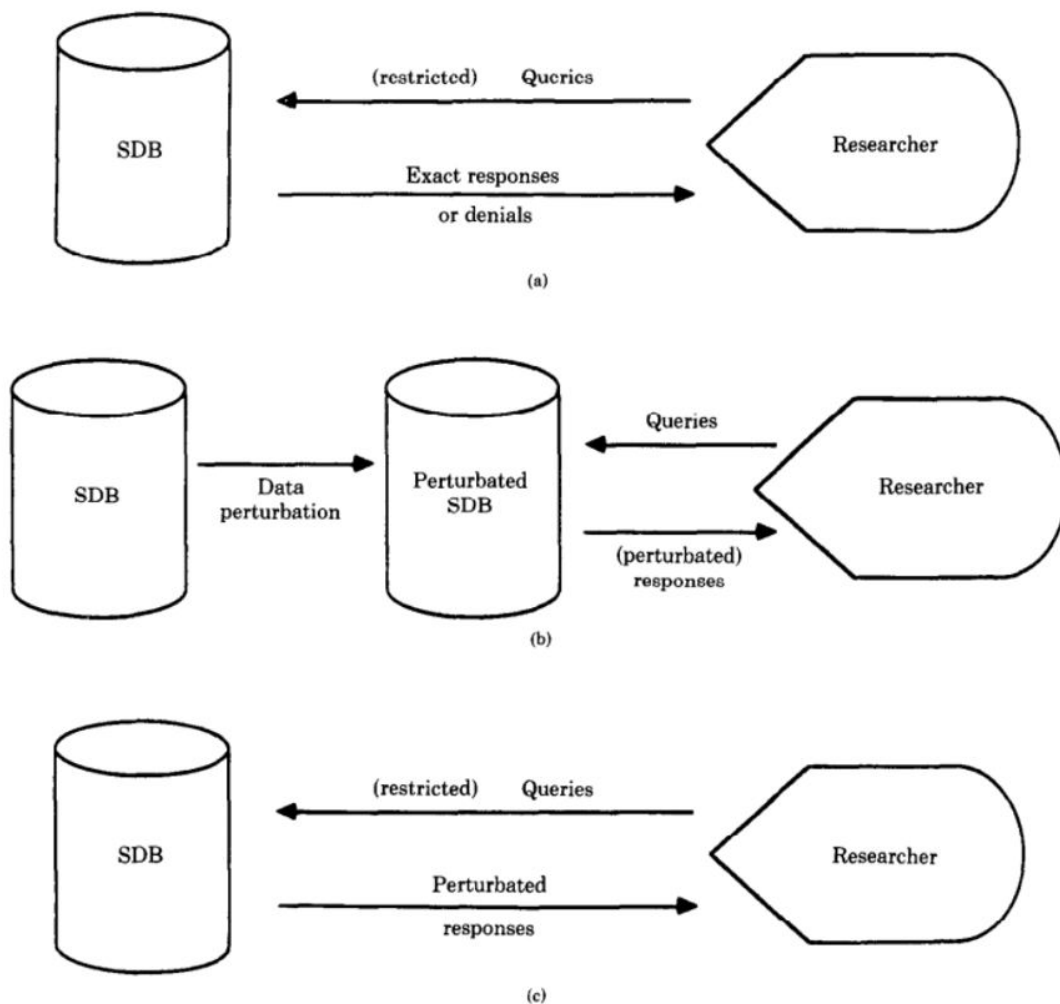 (restricted) Queries
SDB
Researcher
Exact responses
or denials
(a)
Queries
SDB
Data
perturbation
Perturbated
SDB
Researcher
(perturbated)
responses
(b)
(restricted) Queries
SDB
Researcher
Perturbated
responses
(c)